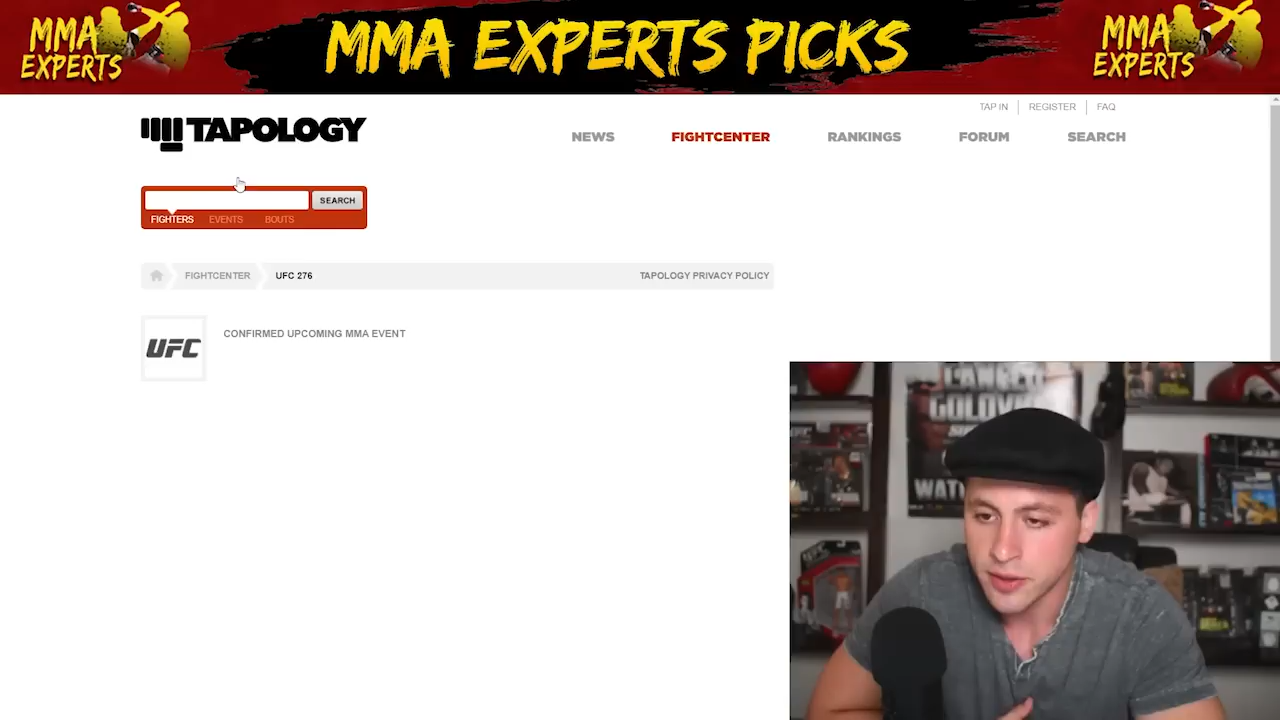 MMA EXPERTS
MMA EXPERTS PICKS
MMA EXPERTS
TAP IN
REGISTER
FAQ
TAPOLOGY
NEWS
FIGHTCENTER
RANKINGS
FORUM
SEARCH
SEARCH
FIGHTERS
EVENTS
BOUTS
FIGHTCENTER
UFC 276
TAPOLOGY PRIVACY POLICY
UFC
CONFIRMED UPCOMING MMA EVENT